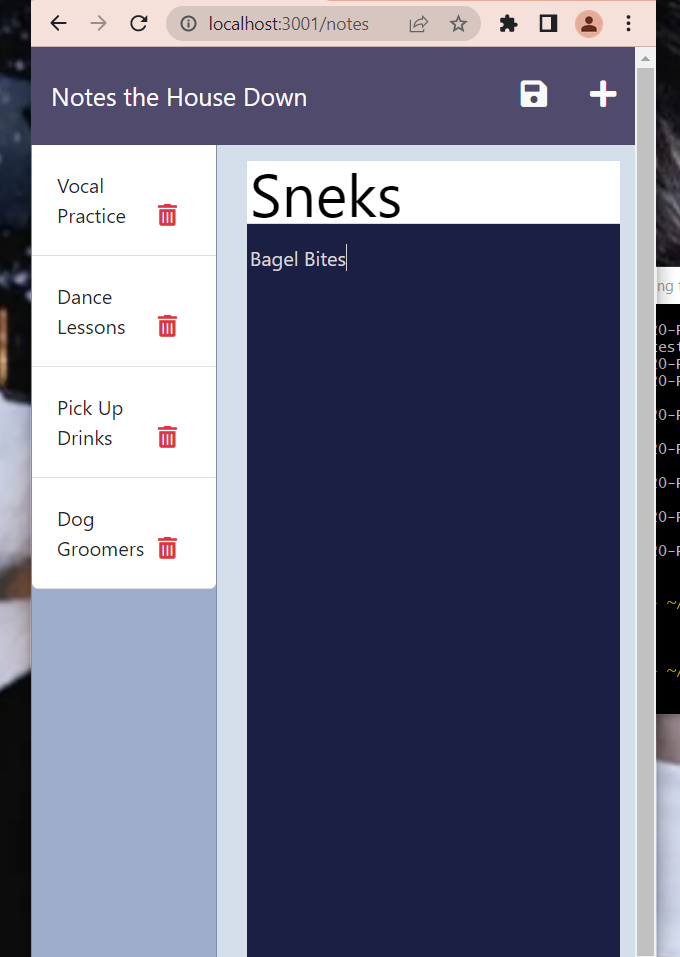 localhost:3001/notes
Notes the House Down
Vocal
Practice
Dance
Lessons
Pick Up
Drinks
Dog
Groomers
Sneks
Bagel Bites